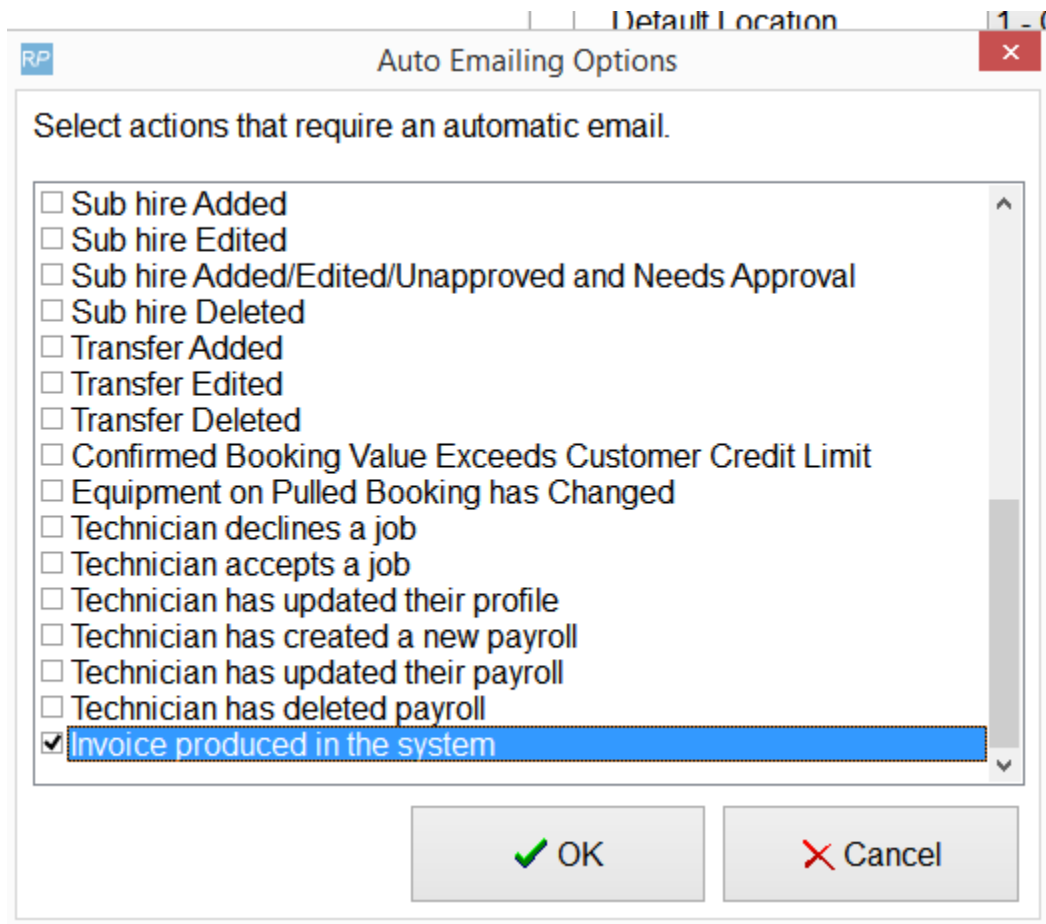 Default Location 1 -
RP Auto Emailing Options
Select actions that require an automatic email.
Sub hire Added
Sub hire Edited
Sub hire Added/Edited/Unapproved and Needs Approval
Sub hire Deleted
Transfer Added
Transfer Edited
Transfer Deleted
Confirmed Booking Value Exceeds Customer Credit Limit
Equipment on Pulled Booking has Changed
Technician declines a job
Technician accepts a job
Technician has updated their profile
Technician has created a new payroll
Technician has updated their payroll
Technician has deleted payroll
Invoice produced in the system
OK Cancel